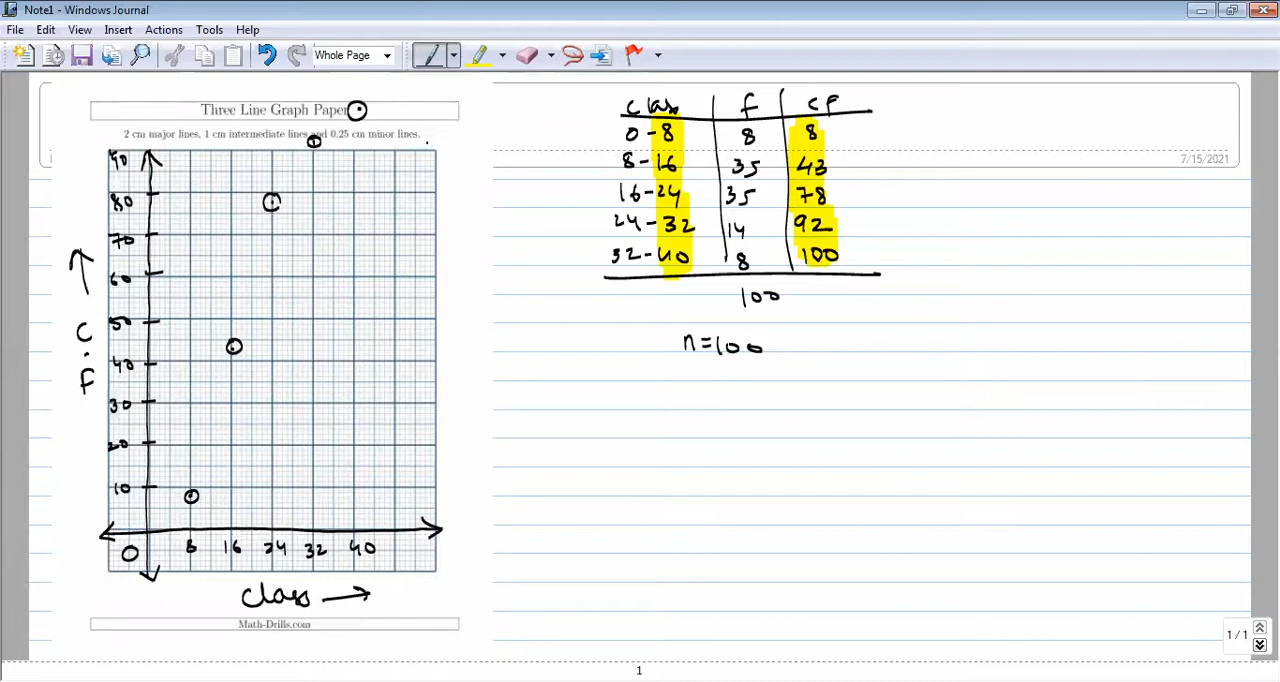 Note1 - Windows Journal
File Edit View Insert Actions Tools Help
Whole Page
Three Line Graph Paper
2 cm major lines, 1 cm intermediate lines and 0.25 cm minor lines.
90
80
70
60
50
40
30
20
10
C.F
0 8 16 24 32 40
class
Math-Drills.com
class f CF
0-8 8 8
8-16 35 43
16-24 35 78
24-32 14 92
32-40 8 100
100
n=100
7/15/2021
1/1
1